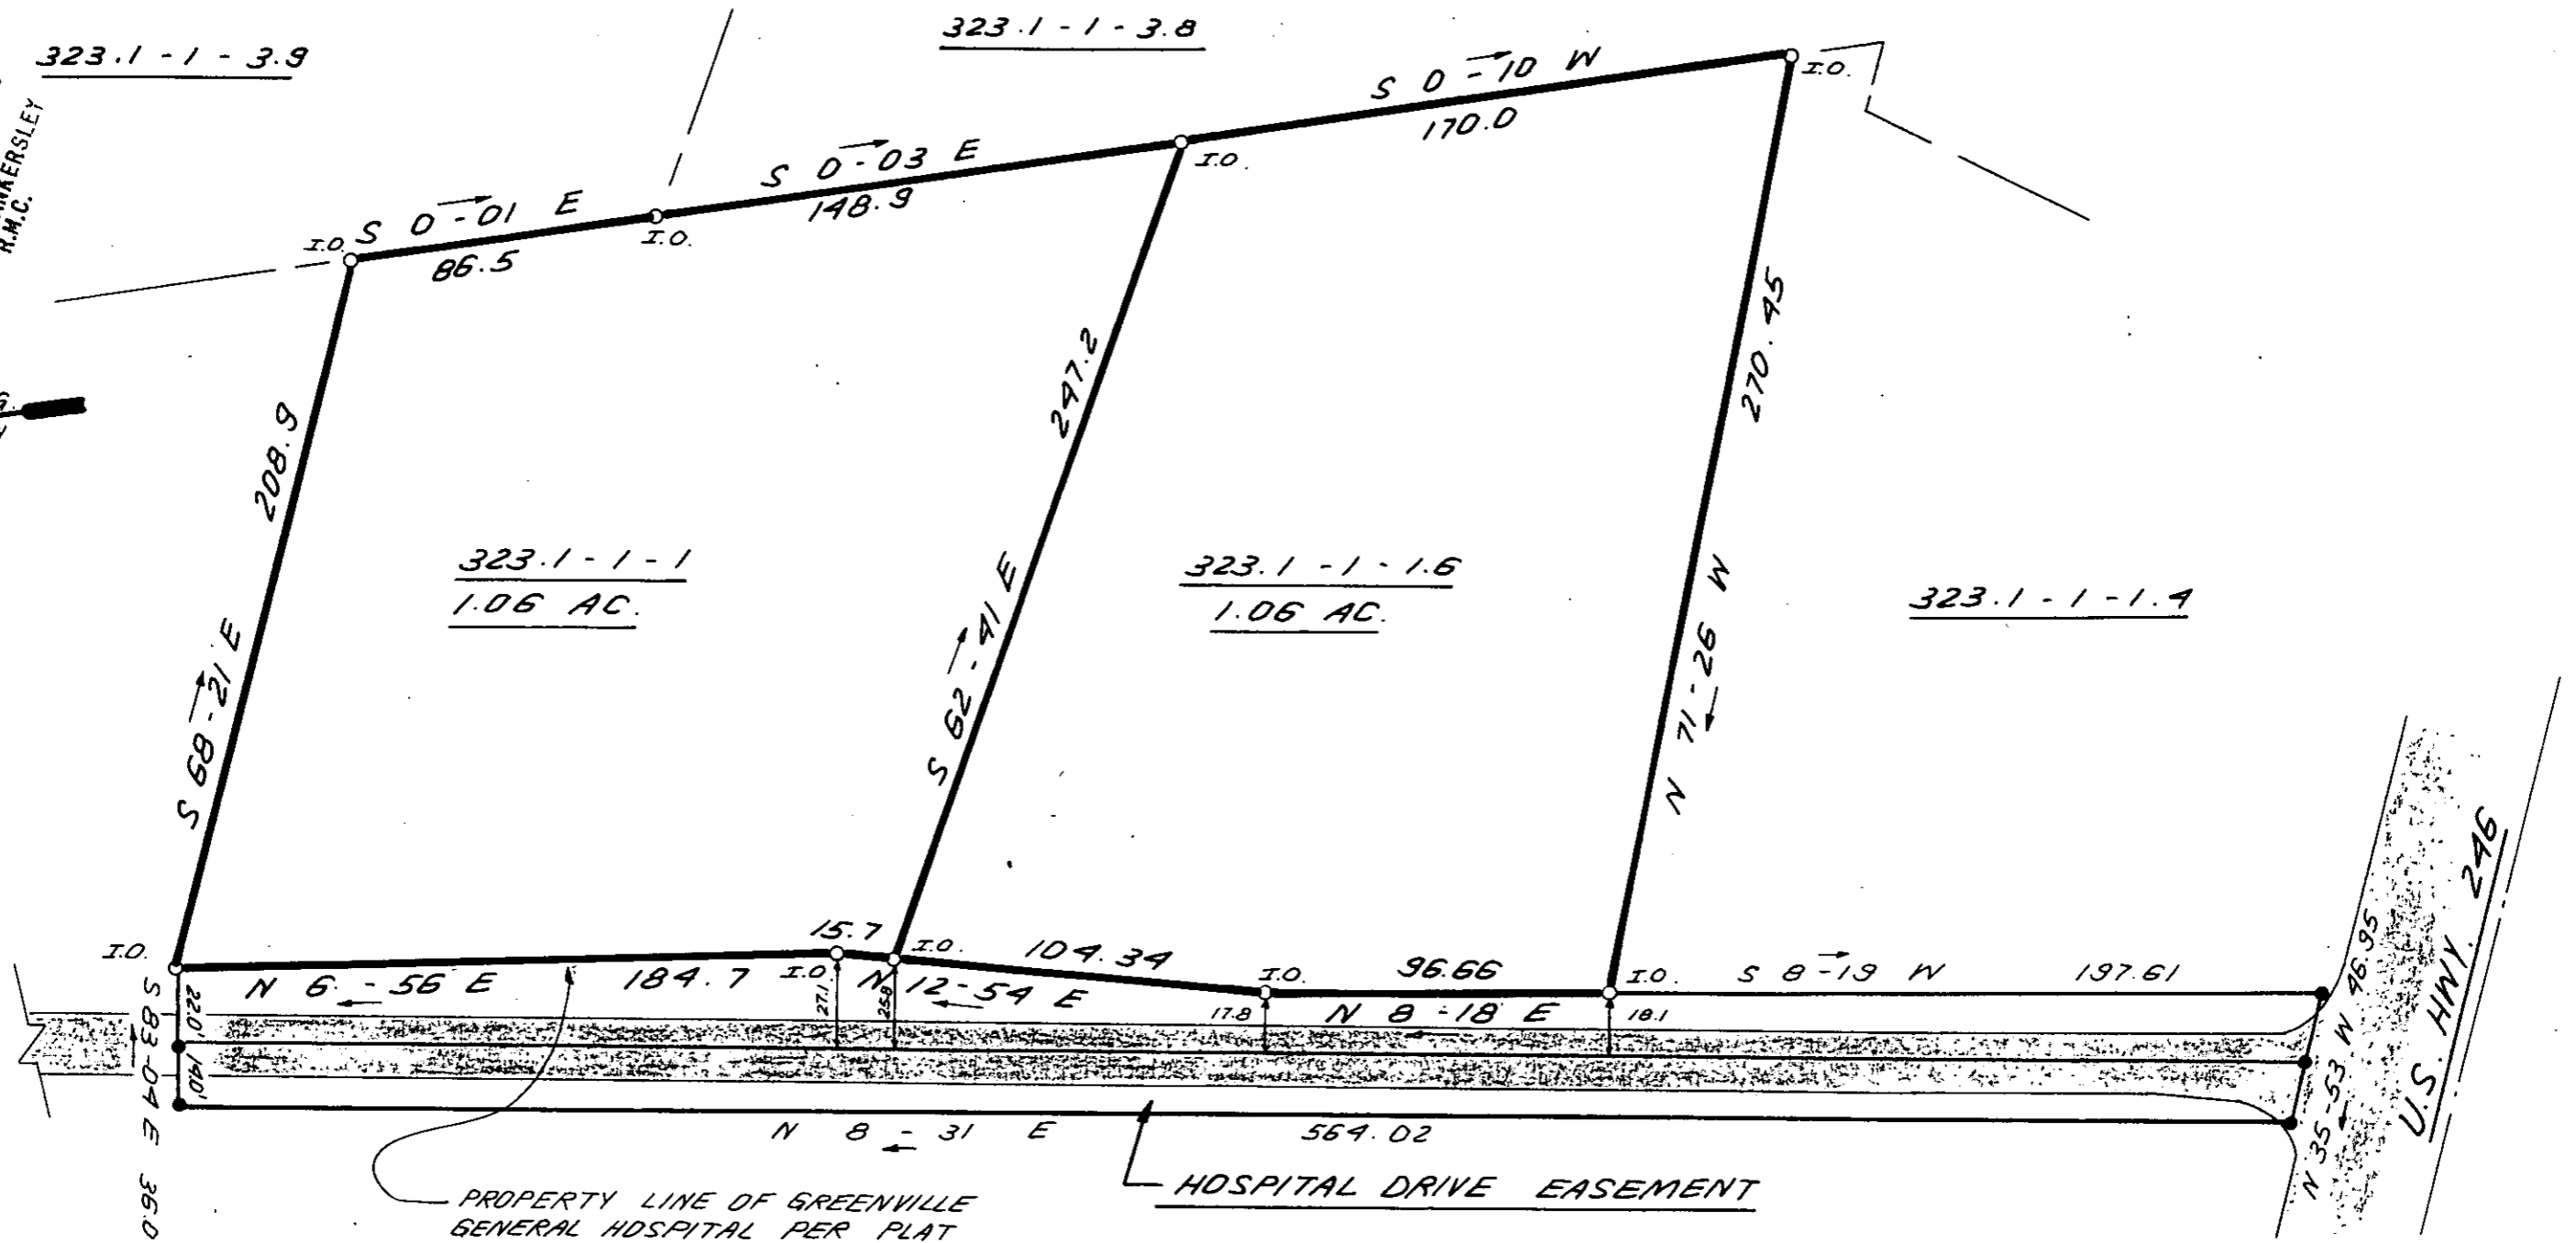 323.1 - 1 - 3.9
323.1 - 1 - 3.8
R.M.C.
S 0 - 10 W
170.0
I.O.
S 0 - 03 E
148.9
I.O.
S 0 - 01 E
86.5
I.O.
I.O.
208.9
S 68 - 21 E
247.2
S 62 - 41 E
270.45
N 71 - 26 W
323.1 - 1 - 1
1.06 AC.
323.1 - 1 - 1.6
1.06 AC.
323.1 - 1 - 1.4
I.O.
N 6 - 56 E
184.7
15.7
I.O.
I.O.
N 12 - 54 E
104.34
I.O.
96.66
N 8 - 18 E
I.O.
S 8 - 19 W
197.61
22.0'
14.0'
27.1
25.8
17.8
18.1
S 83 - 04 E 36.0
N 8 - 31 E
564.02
N 35 - 53 W 46.95
U.S. HWY. 246
HOSPITAL DRIVE EASEMENT
PROPERTY LINE OF GREENVILLE
GENERAL HOSPITAL PER PLAT